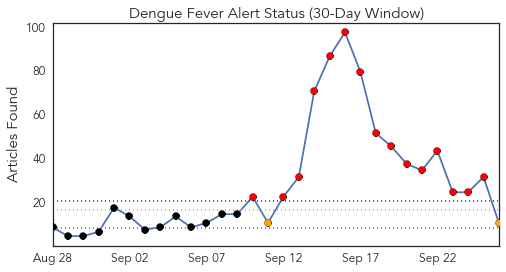 Dengue Fever Alert Status (30-Day Window)
Articles Found
100
80
60
40
20
Aug 28
Sep 02
Sep 07
Sep 12
Sep 17
Sep 22